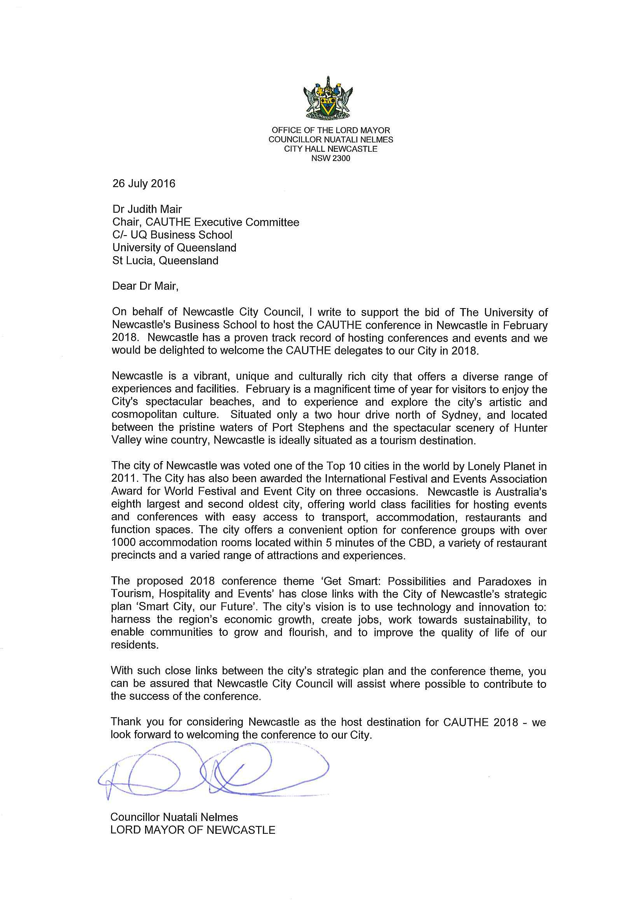 OFFICE OF THE LORD MAYOR
COUNCILLOR NUATALI NELMES
CITY HALL NEWCASTLE
NSW 2300
26 July 2016
Dr Judith Mair
Chair, CAUTHE Executive Committee
C/- UQ Business School
University of Queensland
St Lucia, Queensland
Dear Dr Mair,
On behalf of Newcastle City Council, I write to support the bid of The University of
Newcastle's Business School to host the CAUTHE conference in Newcastle in February
2018. Newcastle has a proven track record of hosting conferences and events and we
would be delighted to welcome the CAUTHE delegates to our City in 2018.
Newcastle is a vibrant, unique and culturally rich city that offers a diverse range of
experiences and facilities. February is a magnificent time of year for visitors to enjoy the
City's spectacular beaches, and to experience and explore the city's artistic and
cosmopolitan culture. Situated only a two hour drive north of Sydney, and located
between the pristine waters of Port Stephens and the spectacular scenery of Hunter
Valley wine country, Newcastle is ideally situated as a tourism destination.
The city of Newcastle was voted one of the Top 10 cities in the world by Lonely Planet in
2011. The City has also been awarded the International Festival and Events Association
Award for World Festival and Event City on three occasions. Newcastle is Australia's
eighth largest and second oldest city, offering world class facilities for hosting events
and conferences with easy access to transport, accommodation, restaurants and
function spaces. The city offers a convenient option for conference groups with over
1000 accommodation rooms located within 5 minutes of the CBD, a variety of restaurant
precincts and a varied range of attractions and experiences.
The proposed 2018 conference theme 'Get Smart: Possibilities and Paradoxes in
Tourism, Hospitality and Events' has close links with the City of Newcastle's strategic
plan 'Smart City, our Future'. The city's vision is to use technology and innovation to:
harness the region's economic growth, create jobs, work towards sustainability, to
enable communities to grow and flourish, and to improve the quality of life of our
residents.
With such close links between the city's strategic plan and the conference theme, you
can be assured that Newcastle City Council will assist where possible to contribute to
the success of the conference.
Thank you for considering Newcastle as the host destination for CAUTHE 2018 - we
look forward to welcoming the conference to our City.
Councillor Nuatali Nelmes
LORD MAYOR OF NEWCASTLE